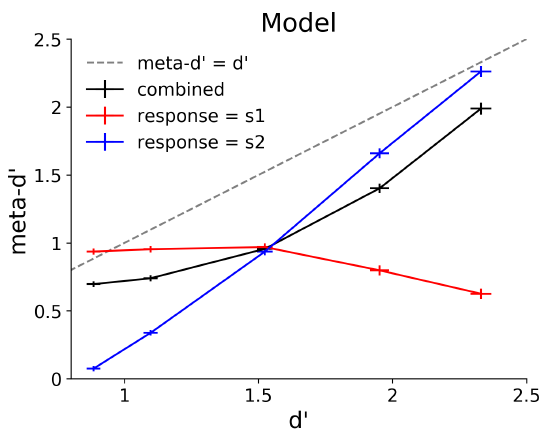 Model
meta-d' = d'
combined
response = s1
response = s2
meta-d'
2.5
2
1.5
1
0.5
0
1
1.5
2
2.5
d'